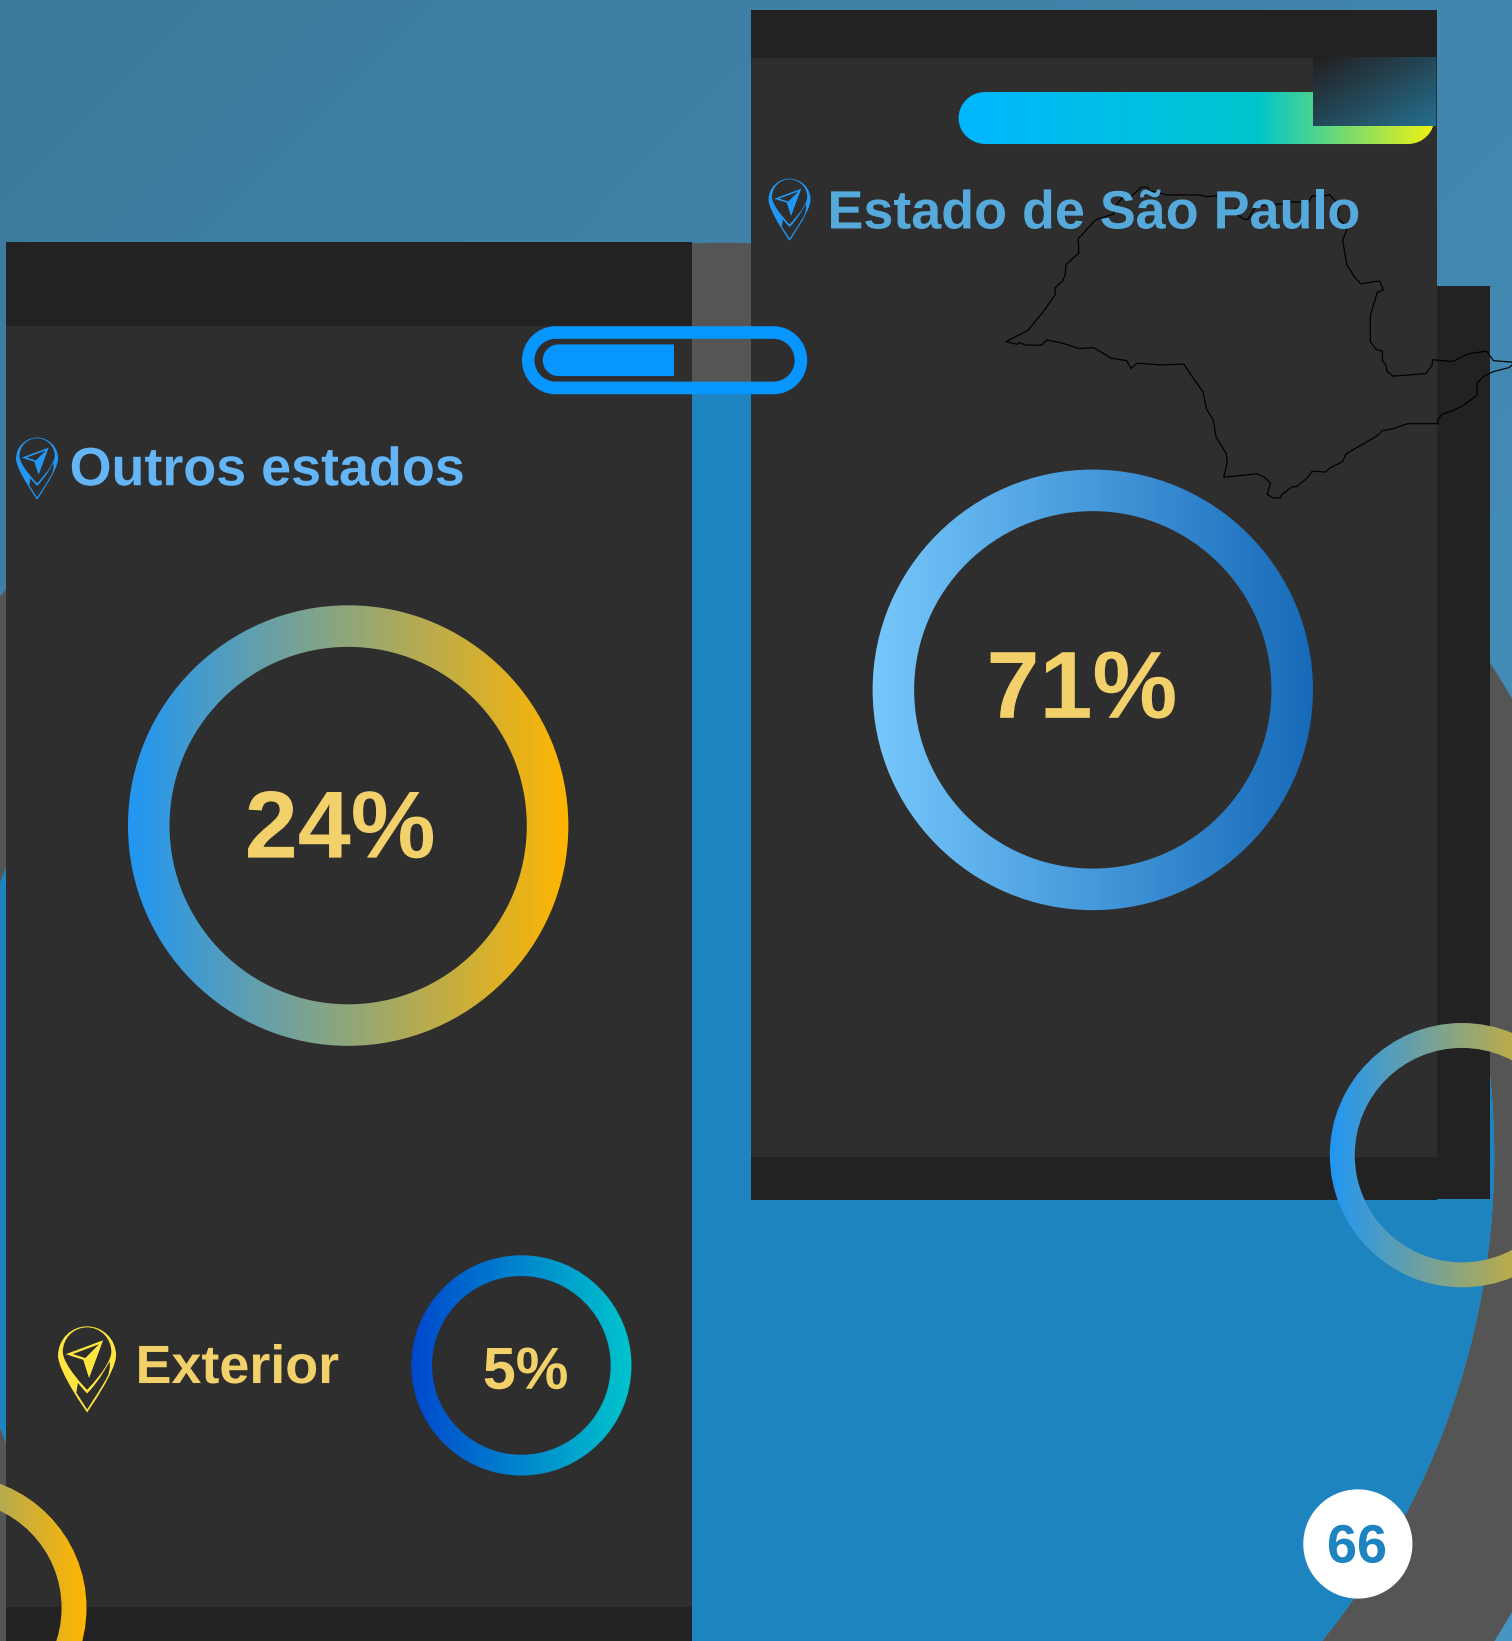 Estado de São Paulo
71%
Outros estados
24%
Exterior
5%
66